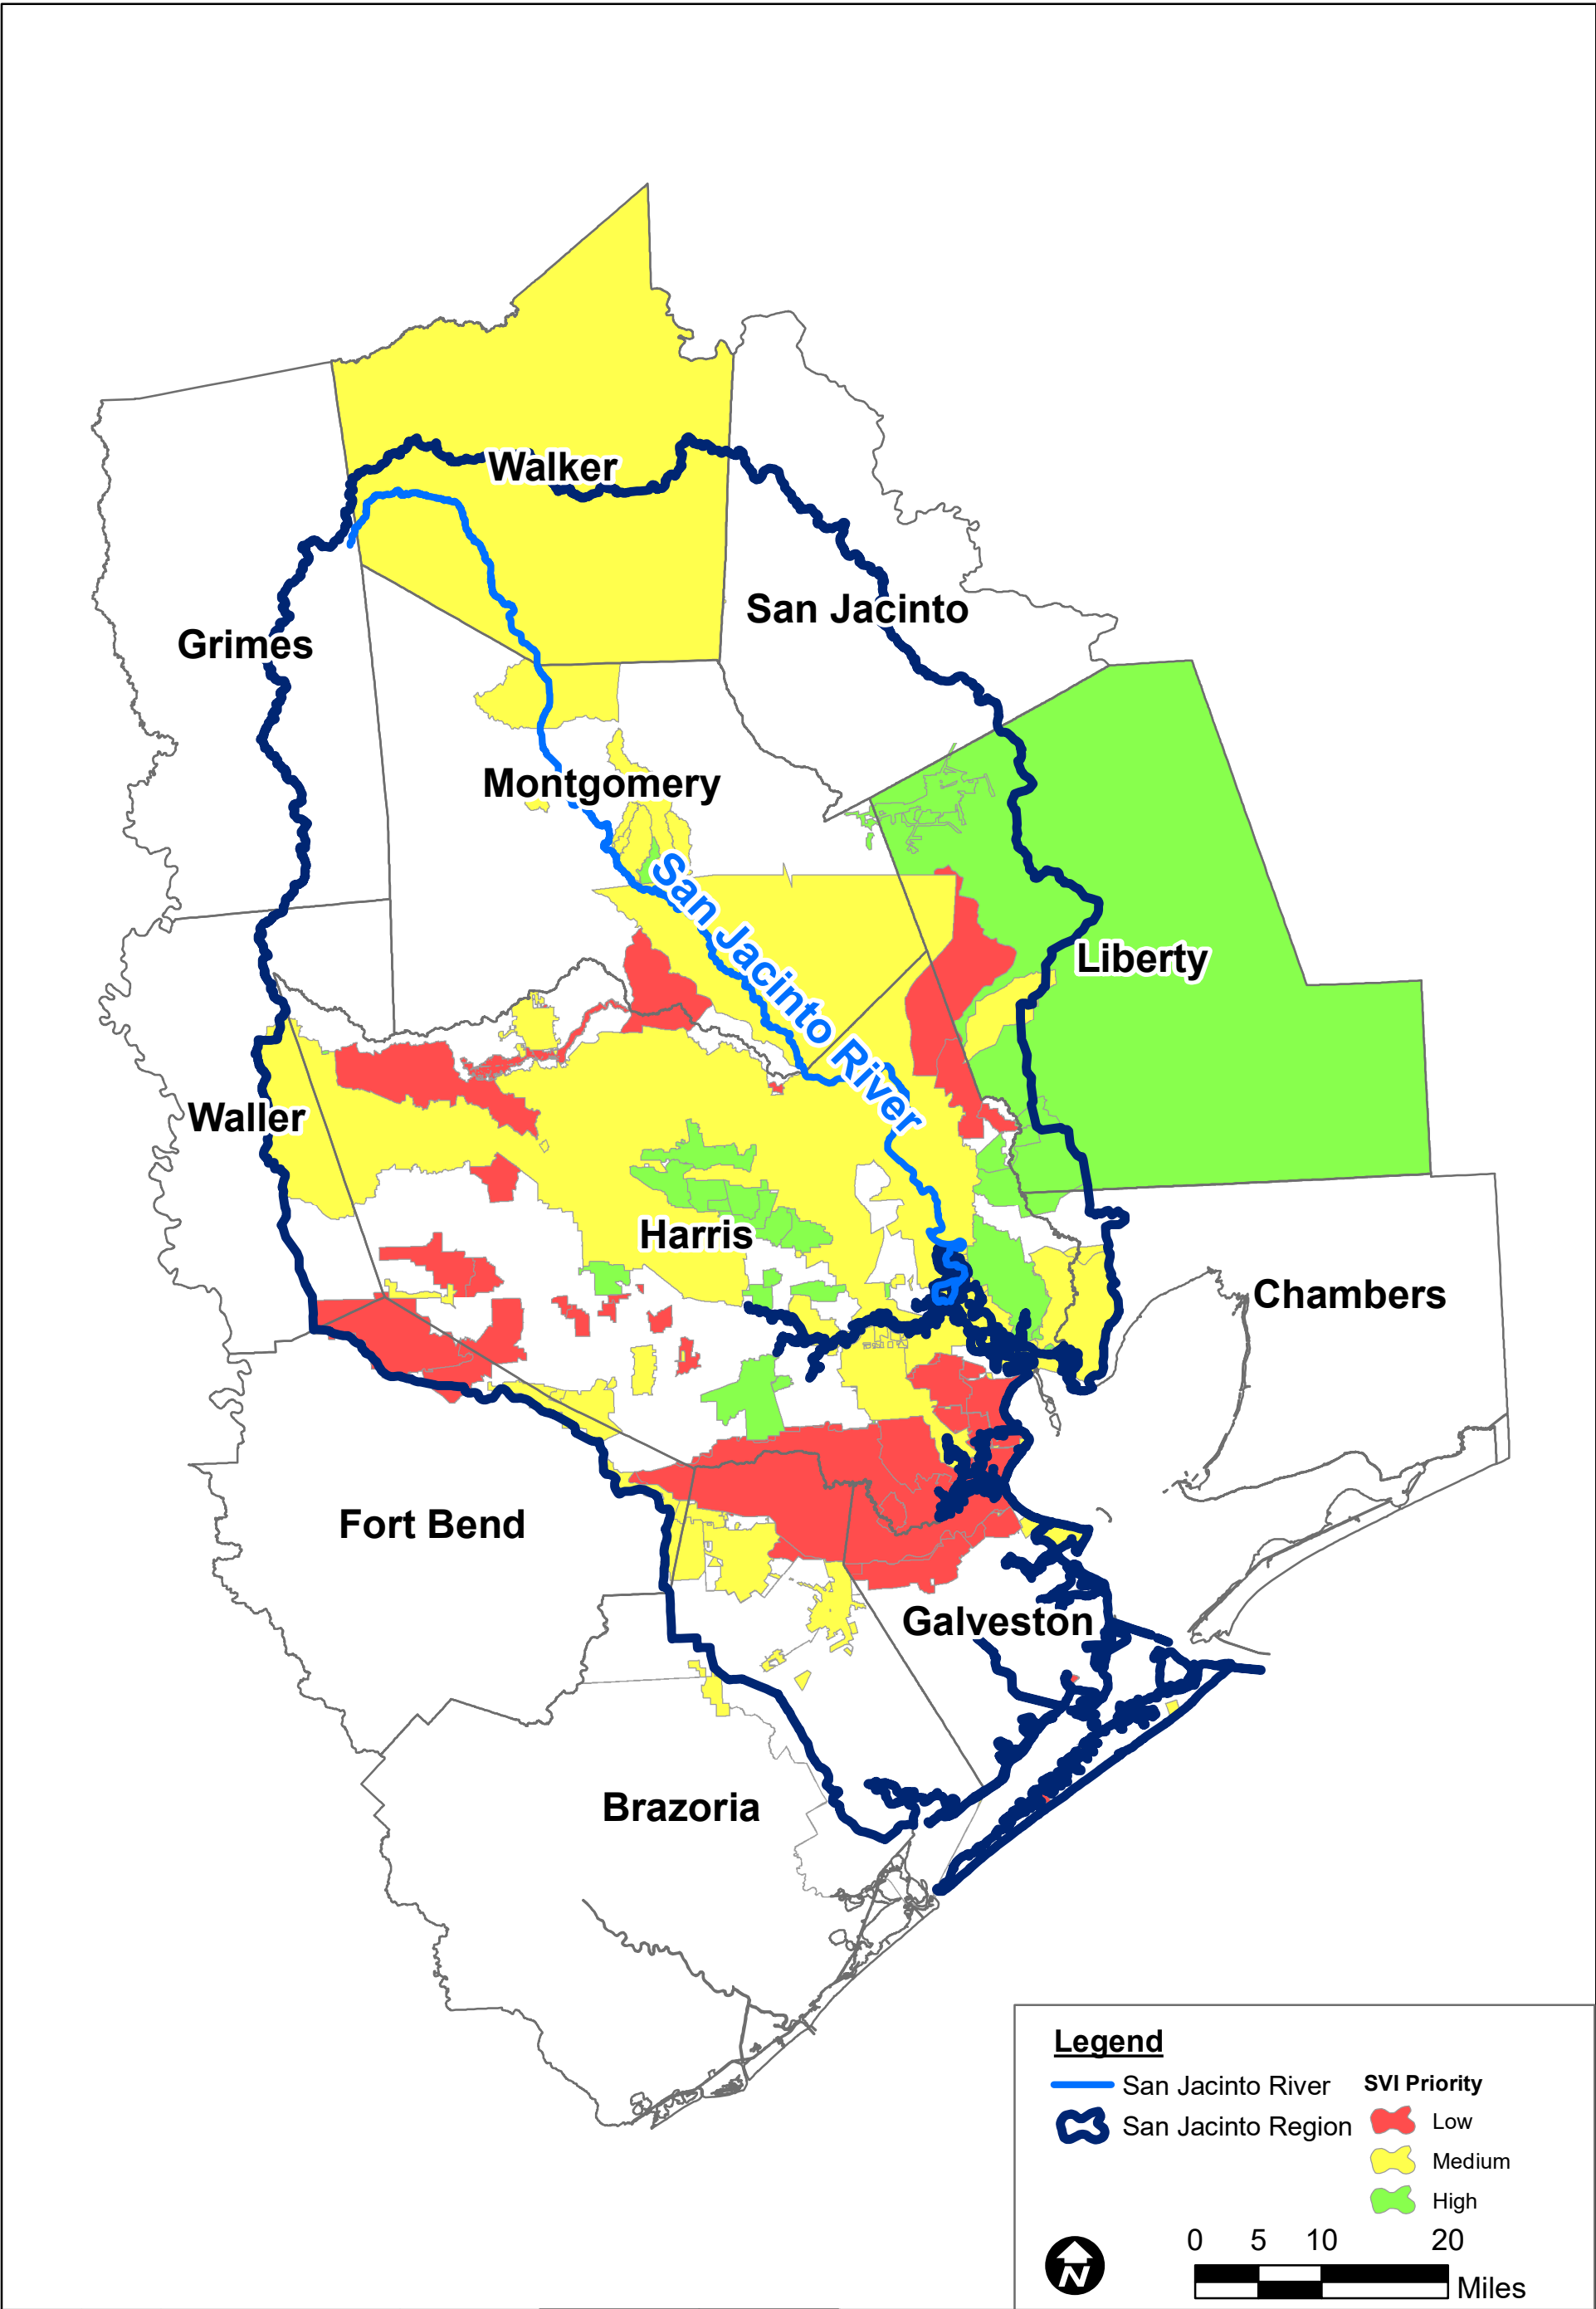 Walker
San Jacinto
Grimes
Montgomery
San Jacinto River
Liberty
Waller
Harris
Chambers
Fort Bend
Galveston
Brazoria
Legend
San Jacinto River
San Jacinto Region
SVI Priority
Low
Medium
High
N
0 5 10 20
Miles